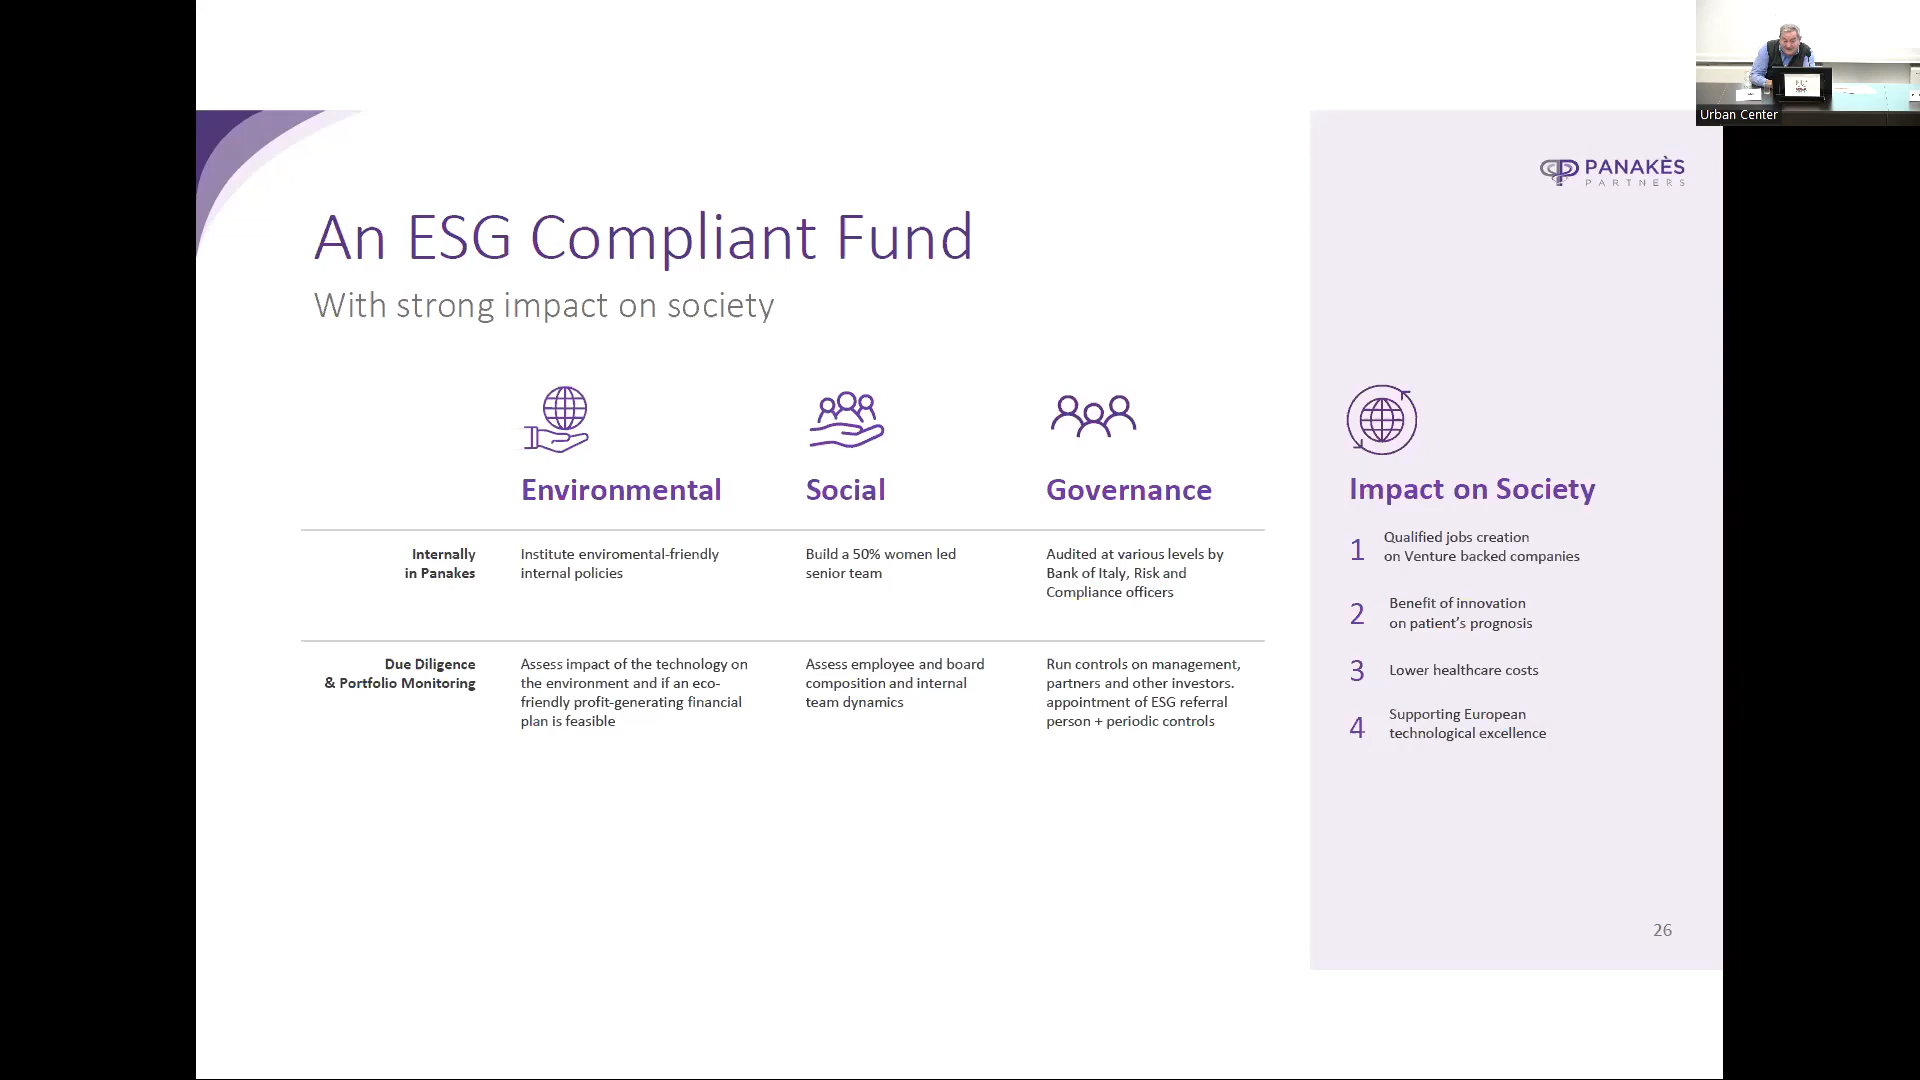 Urban Center
PANAKÈS
PARTNERS
An ESG Compliant Fund
With strong impact on society
Environmental
Social
Governance
Internally
in Panakes
Institute enviromental-friendly
internal policies
Build a 50% women led
senior team
Audited at various levels by
Bank of Italy, Risk and
Compliance officers
Due Diligence
& Portfolio Monitoring
Assess impact of the technology on
the environment and if an eco-
friendly profit-generating financial
plan is feasible
Assess employee and board
composition and internal
team dynamics
Run controls on management,
partners and other investors.
appointment of ESG referral
person + periodic controls
Impact on Society
1 Qualified jobs creation
on Venture backed companies
2 Benefit of innovation
on patient’s prognosis
3 Lower healthcare costs
4 Supporting European
technological excellence
26